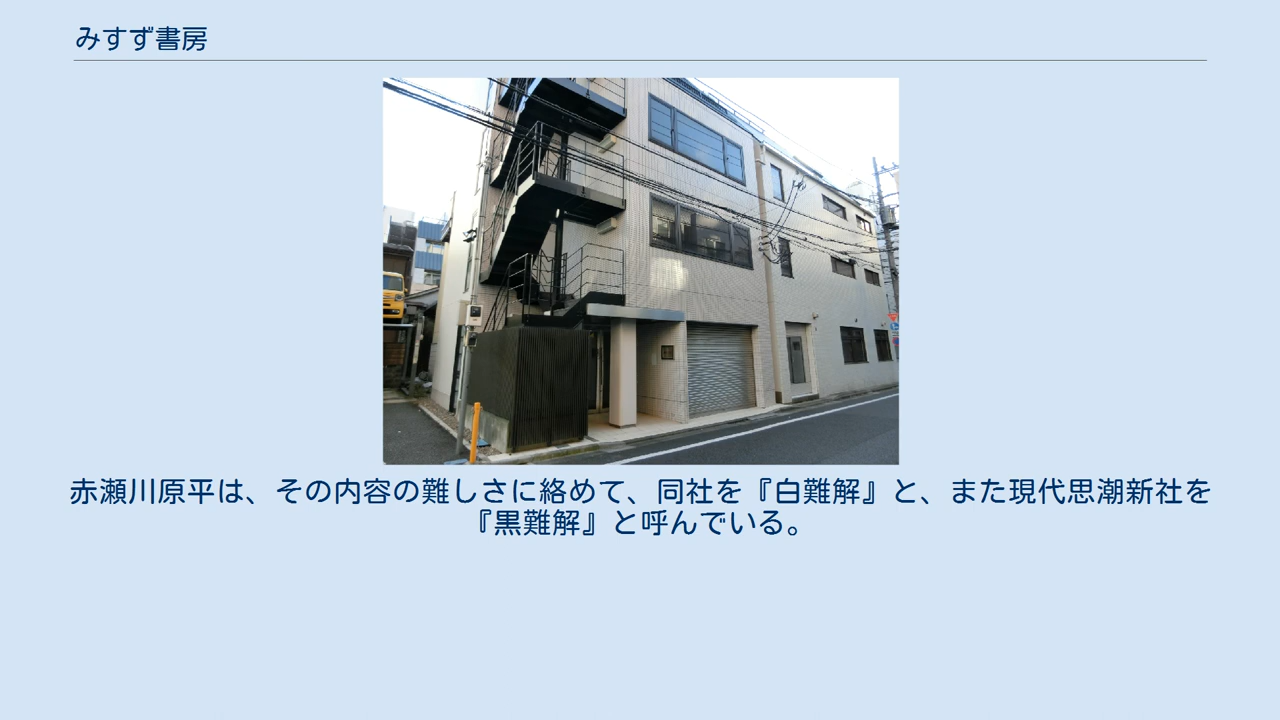 みすず書房
赤瀬川原平は、その内容の難しさに絡めて、同社を『白難解』と、また現代思潮新社を
『黒難解』と呼んでいる。